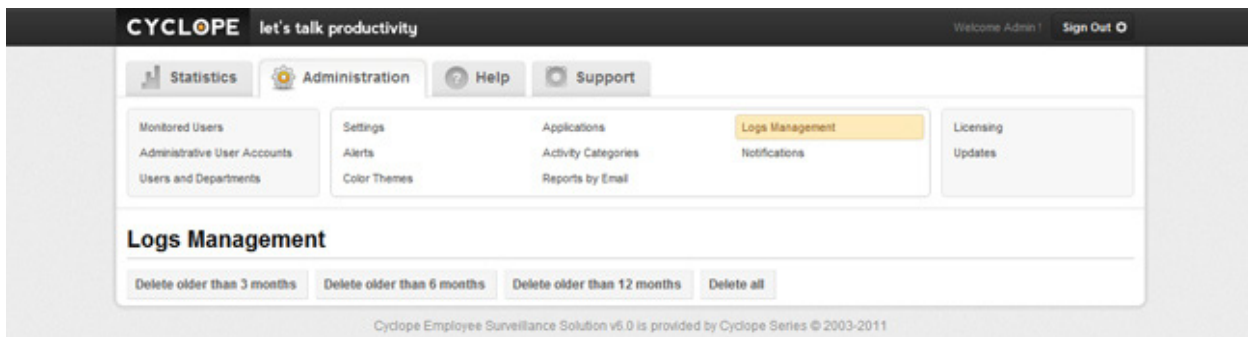 CYCLOPE let's talk productivity
Welcome Admin ! Sign Out
Statistics Administration Help Support
Monitored Users Settings Applications Logs Management Licensing
Administrative User Accounts Alerts Activity Categories Notifications Updates
Users and Departments Color Themes Reports by Email
Logs Management
Delete older than 3 months Delete older than 6 months Delete older than 12 months Delete all
Cyclope Employee Surveillance Solution v6.0 is provided by Cyclope Series © 2003-2011